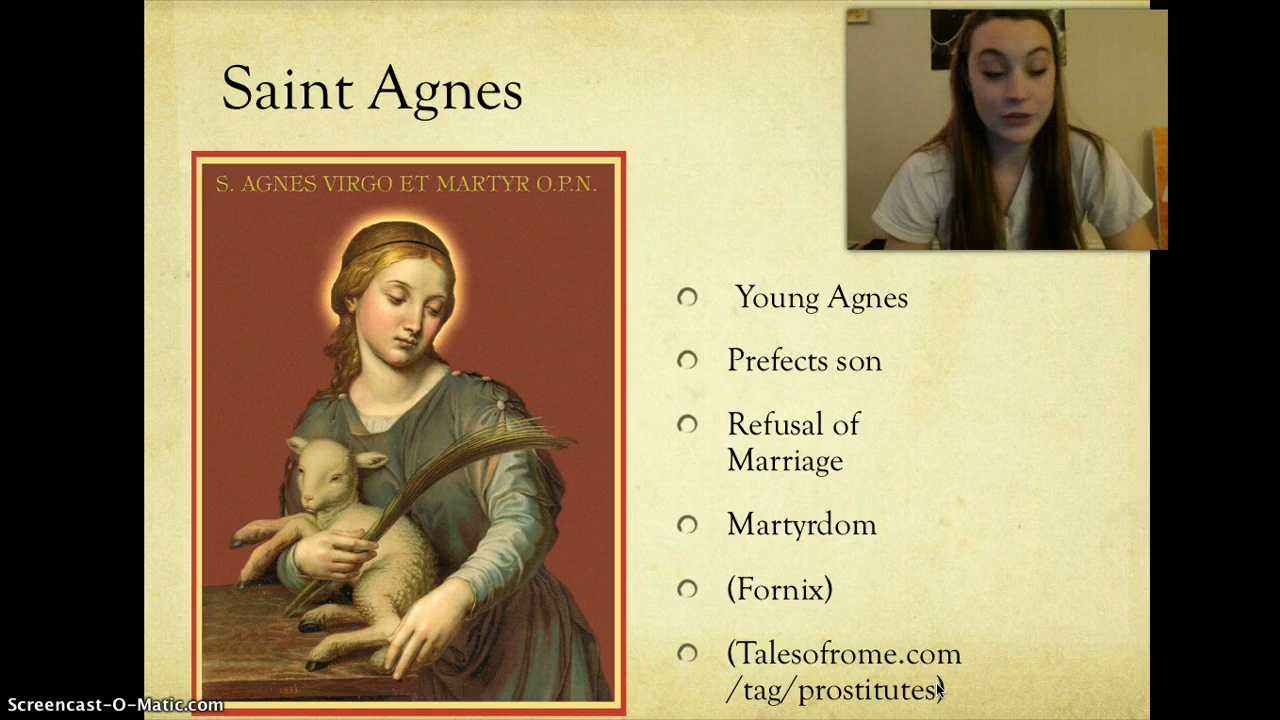 Saint Agnes
S. AGNES VIRGO ET MARTYR O.P.N.
Young Agnes
Prefects son
Refusal of
Marriage
Martyrdom
(Fornix)
(Talesofrome.com
/tag/prostitutes)
Screencast-O-Matic.com